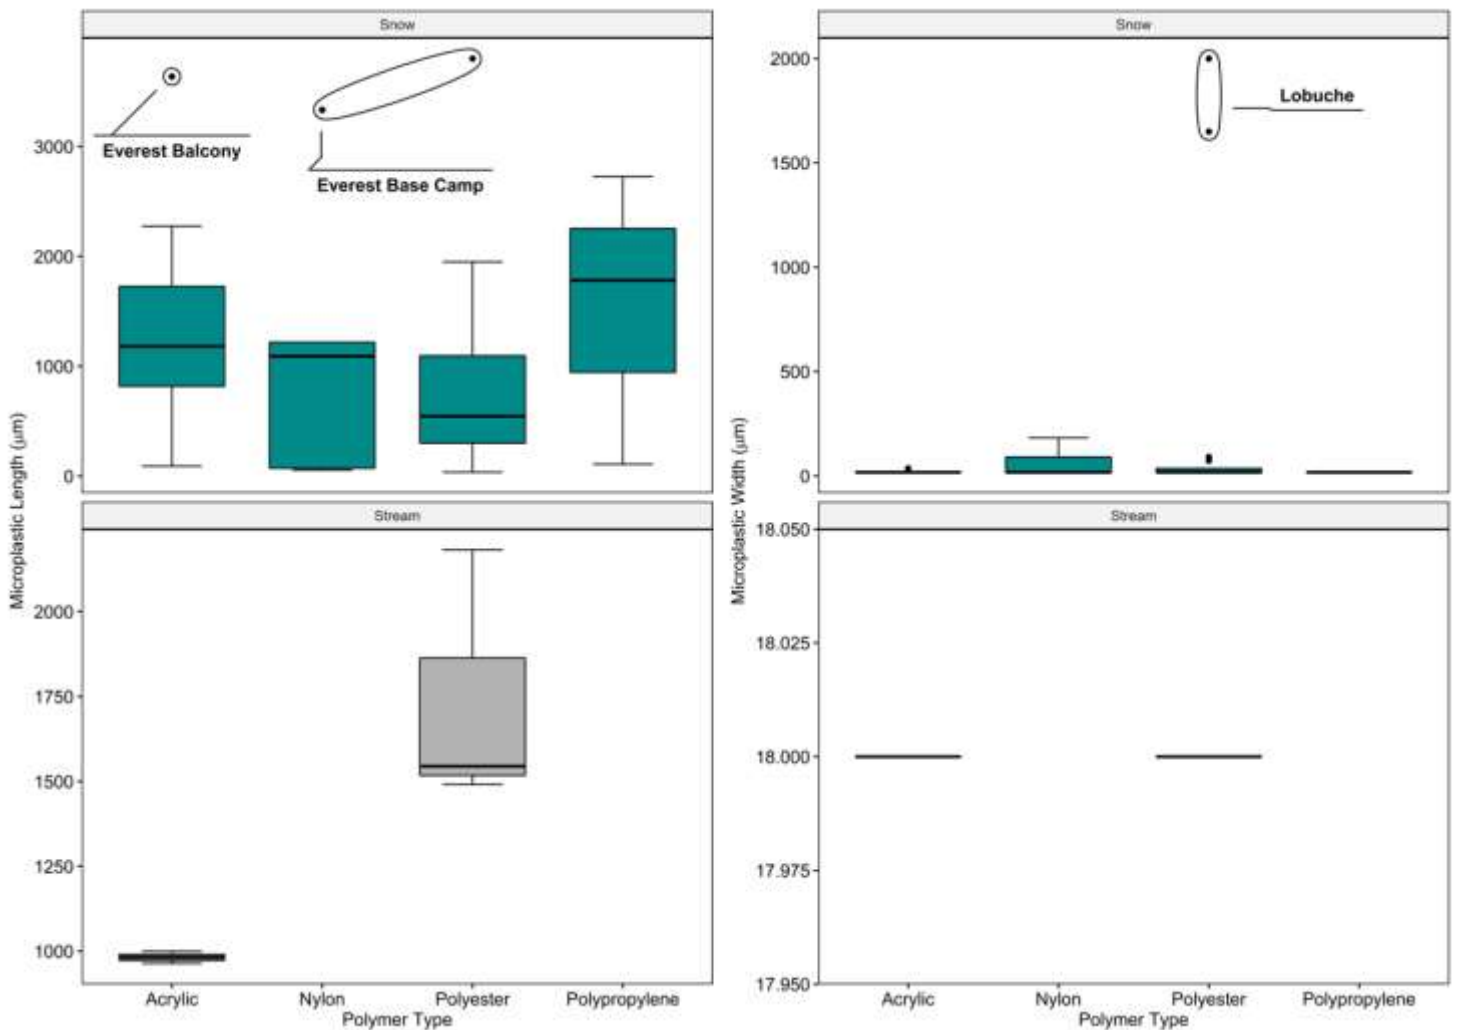 Snow
Everest Balcony
Everest Base Camp
3000
2000
1000
0
Stream
2000
1750
1500
1250
1000
Microplastic Length (μm)
Acrylic Nylon Polyester Polypropylene
Polymer Type
Snow
Lobuche
2000
1500
1000
500
0
Stream
18.050
18.025
18.000
17.975
17.950
Microplastic Width (μm)
Acrylic Nylon Polyester Polypropylene
Polymer Type